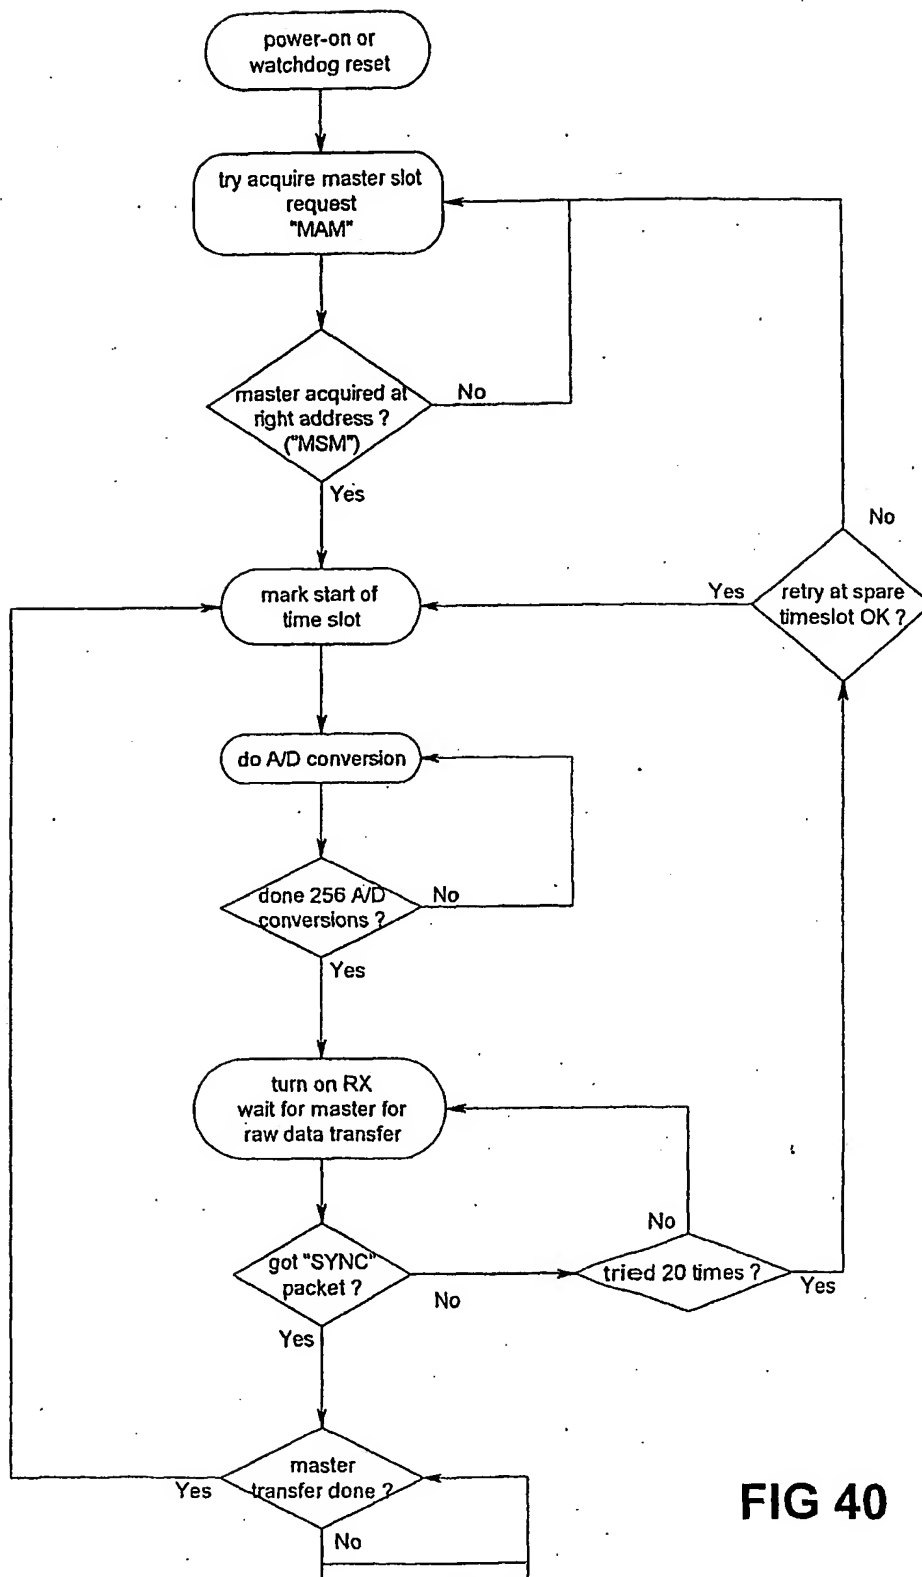 power-on or
watchdog reset
try acquire master slot
request
"MAM"
master acquired at
right address ?
("MSM")
No
Yes
No
mark start of
time slot
Yes
retry at spare
timeslot OK ?
do A/D conversion
done 256 A/D
conversions ?
No
Yes
turn on RX
wait for master for
raw data transfer
No
got "SYNC"
packet ?
No
tried 20 times ?
Yes
Yes
master
transfer done ?
Yes
No
FIG 40